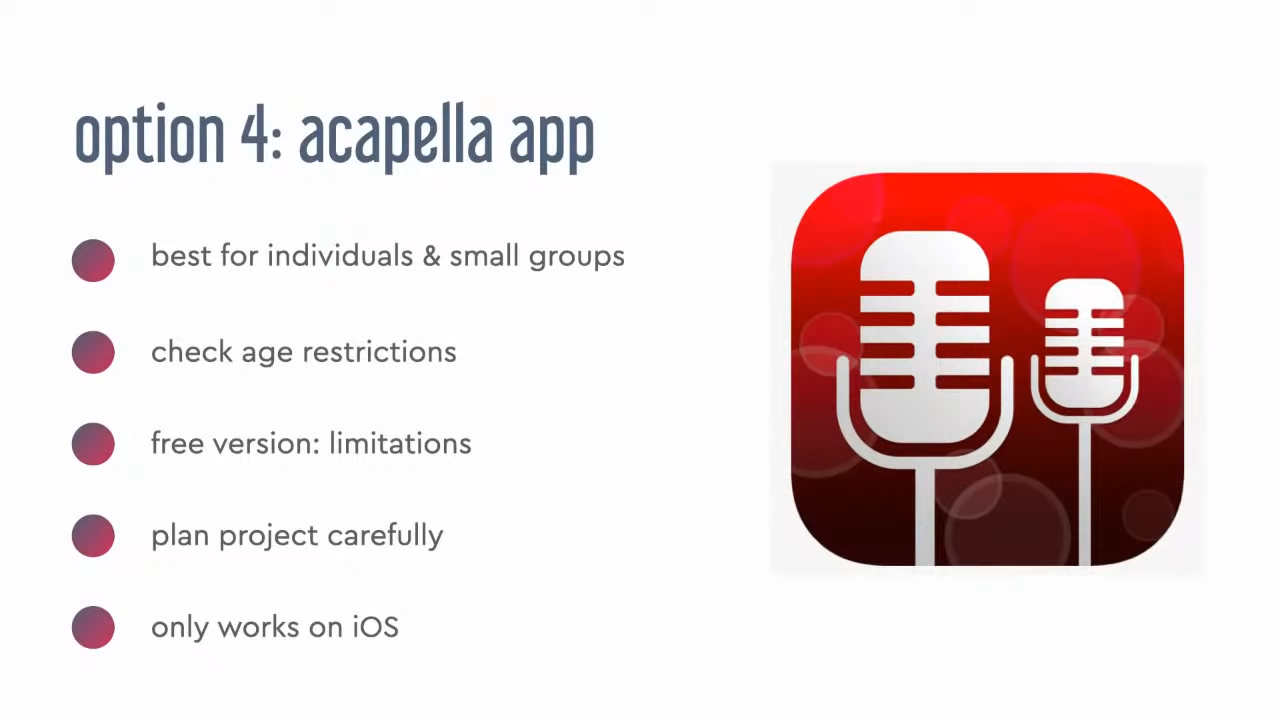 option 4: acapella app
best for individuals & small groups
check age restrictions
free version: limitations
plan project carefully
only works on iOS